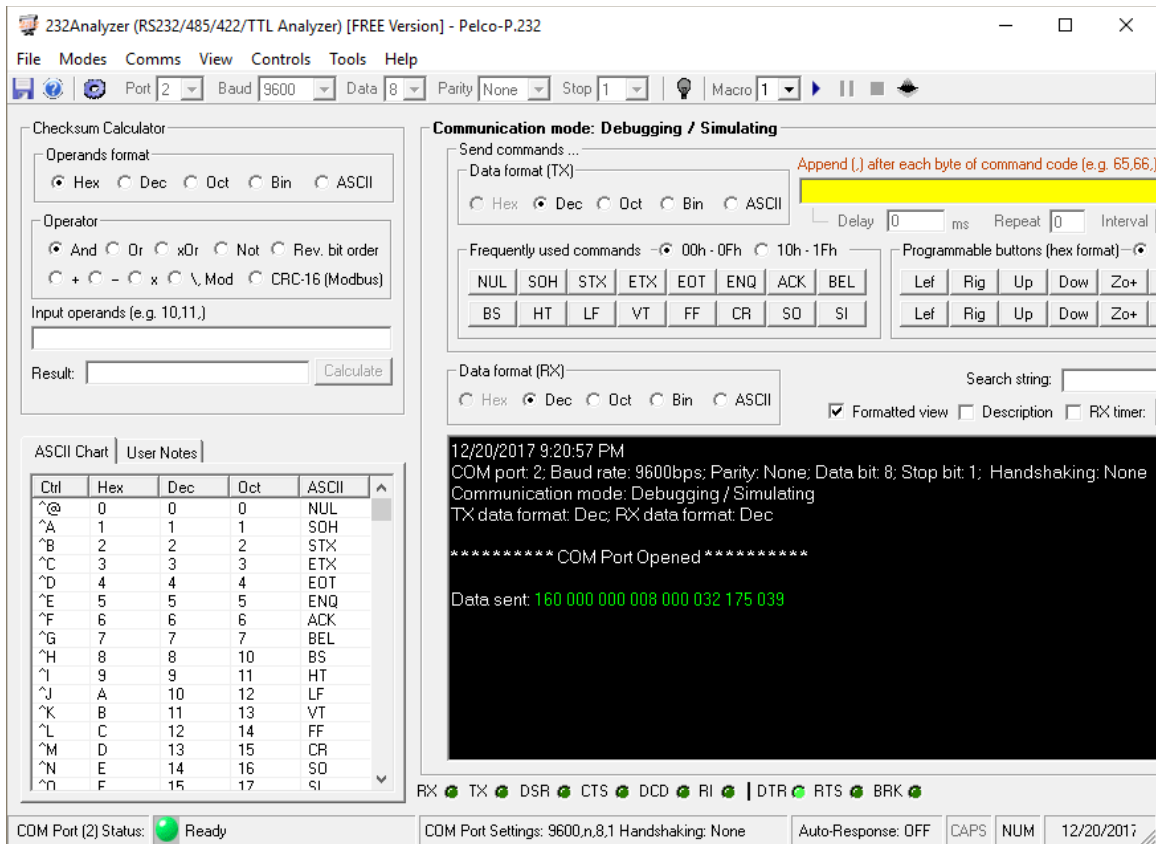 232Analyzer (RS232/485/422/TTL Analyzer) [FREE Version] - Pelco-P.232
File Modes Comms View Controls Tools Help
Port 2 Baud 9600 Data 8 Parity None Stop 1 Macro 1
Checksum Calculator
Operands format
Hex Dec Oct Bin ASCII
Operator
And Or xOr Not Rev. bit order
+ - x \, Mod CRC-16 (Modbus)
Input operands (e.g. 10,11,)
Result: Calculate
ASCII Chart User Notes
Ctrl Hex Dec Oct ASCII
^@ 0 0 0 NUL
^A 1 1 1 SOH
^B 2 2 2 STX
^C 3 3 3 ETX
^D 4 4 4 EOT
^E 5 5 5 ENQ
^F 6 6 6 ACK
^G 7 7 7 BEL
^H 8 8 10 BS
^I 9 9 11 HT
^J A 10 12 LF
^K B 11 13 VT
^L C 12 14 FF
^M D 13 15 CR
^N E 14 16 SO
^O F 15 17 SI
Communication mode: Debugging / Simulating
Send commands ...
Data format (TX)
Hex Dec Oct Bin ASCII
Append (,) after each byte of command code (e.g. 65,66,)
Delay 0 ms Repeat 0 Interval
Frequently used commands 00h - 0Fh 10h - 1Fh
NUL SOH STX ETX EOT ENQ ACK BEL
BS HT LF VT FF CR SO SI
Programmable buttons (hex format)
Lef Rig Up Dow Zo+
Lef Rig Up Dow Zo+
Data format (RX)
Hex Dec Oct Bin ASCII
Search string:
Formatted view Description RX timer:
12/20/2017 9:20:57 PM
COM port: 2; Baud rate: 9600bps; Parity: None; Data bit: 8; Stop bit: 1; Handshaking: None
Communication mode: Debugging / Simulating
TX data format: Dec; RX data format: Dec
********** COM Port Opened **********
Data sent: 160 000 000 008 000 032 175 039
RX TX DSR CTS DCD RI DTR RTS BRK
COM Port (2) Status: Ready COM Port Settings: 9600,n,8,1 Handshaking: None Auto-Response: OFF CAPS NUM 12/20/2017